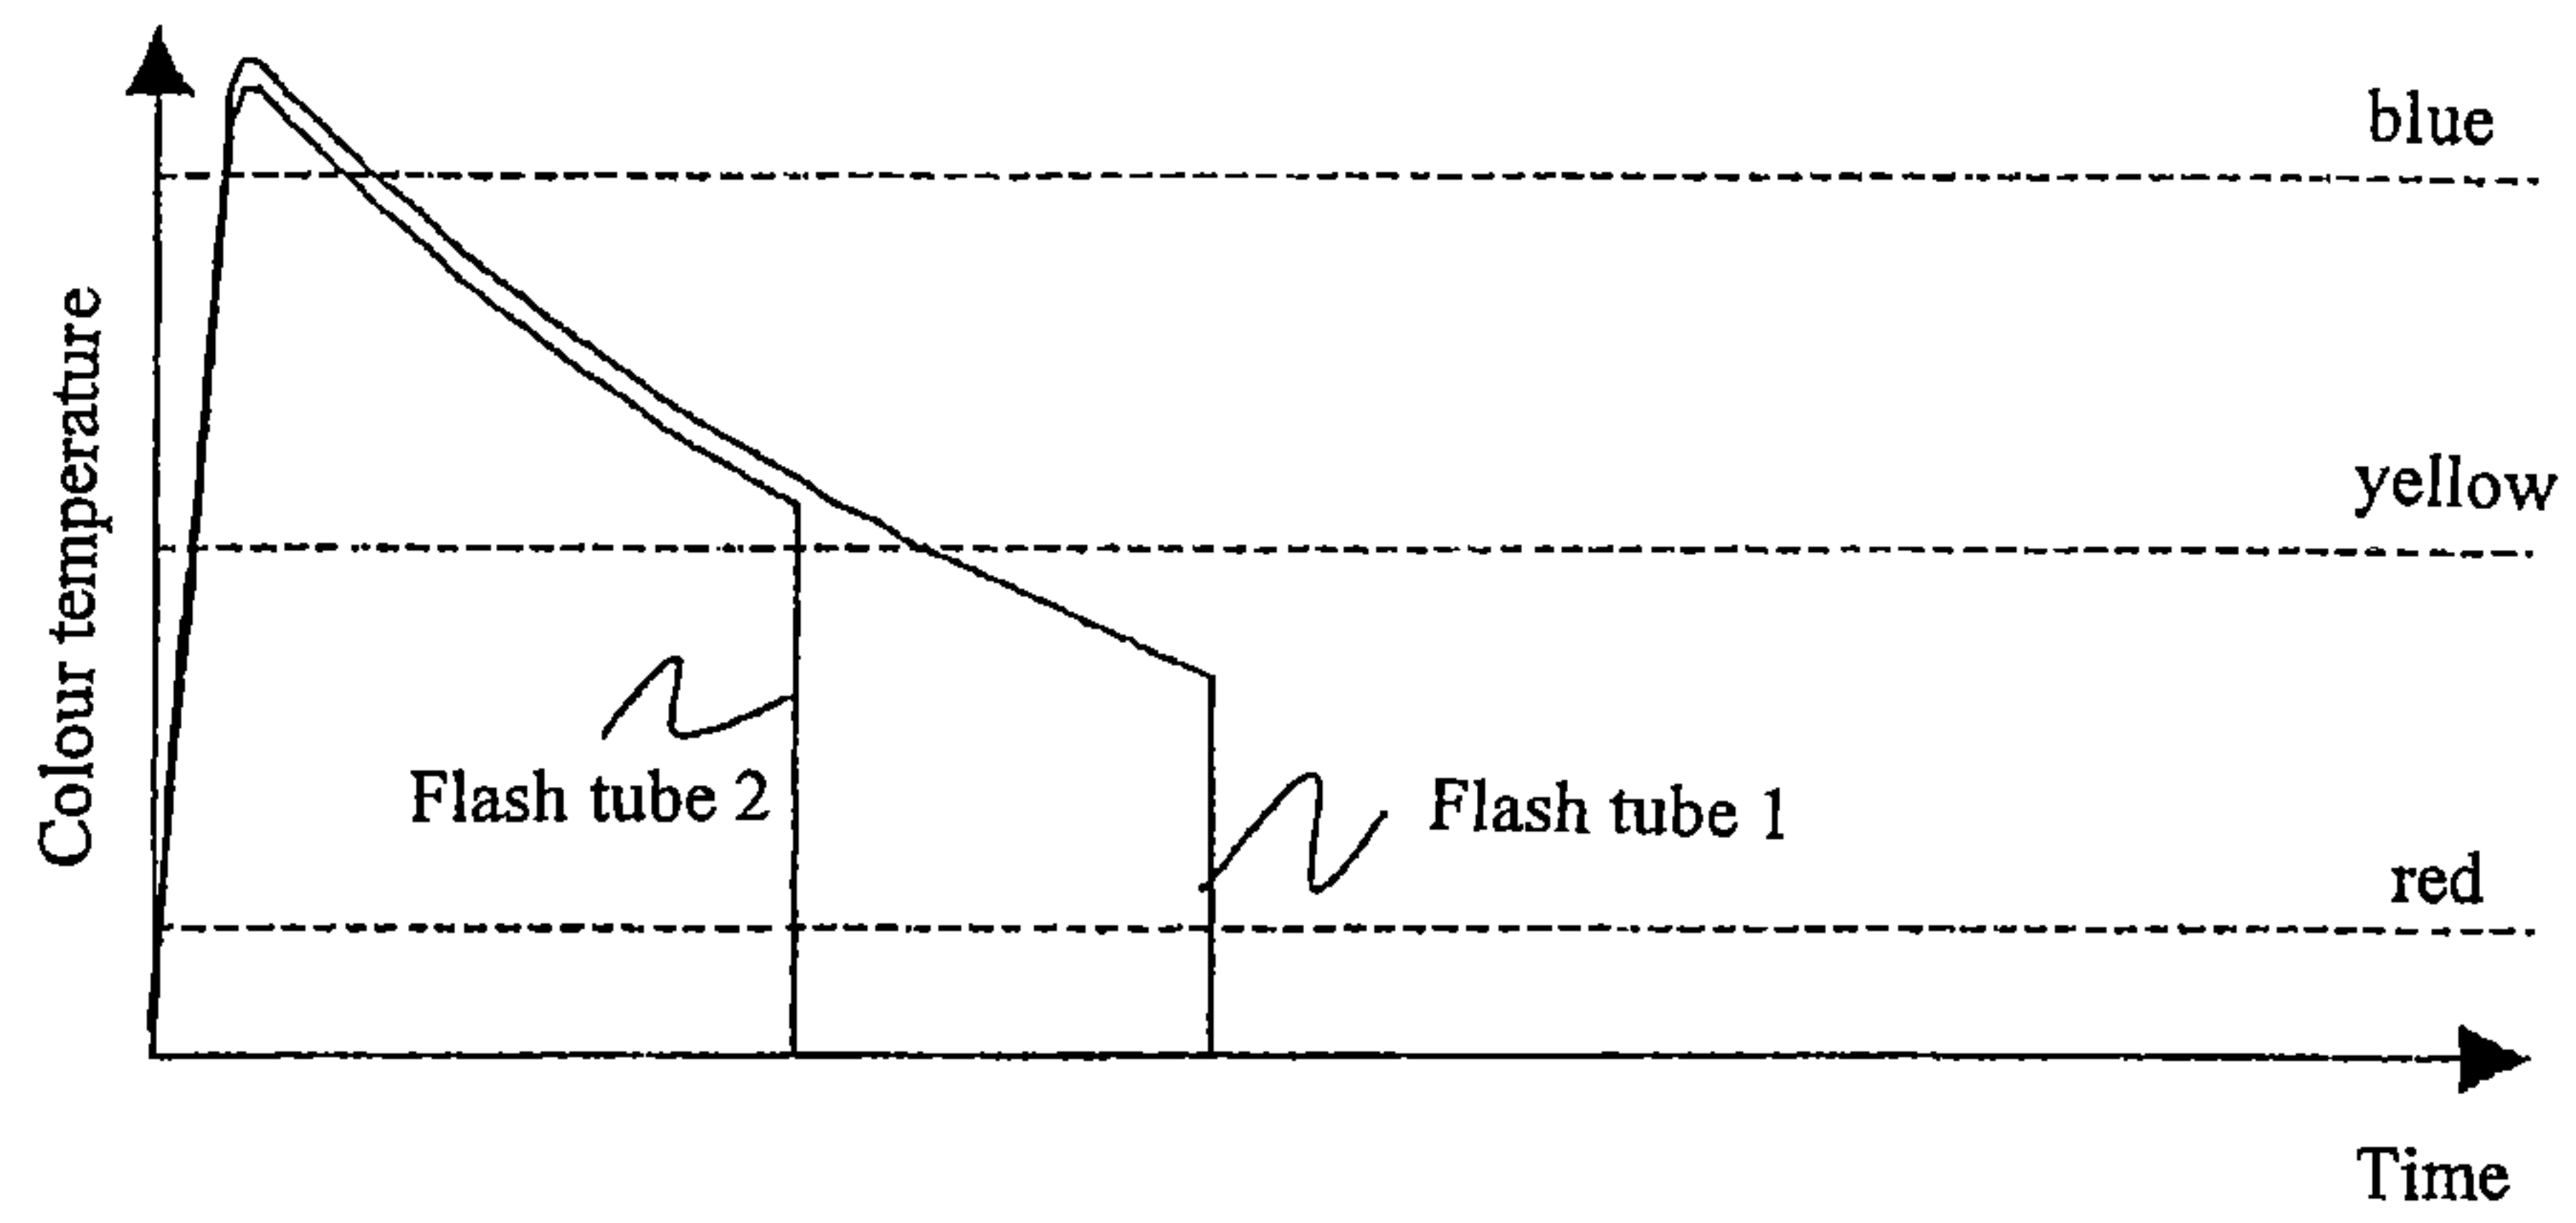 blue
Colour temperature
yellow
Flash tube 2
Flash tube 1
red
Time